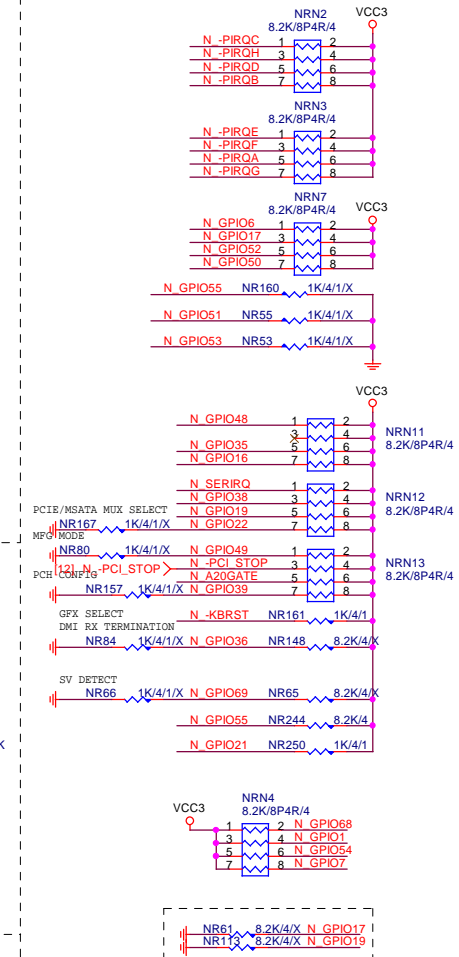 NRN2
VCC3
8.2K/8P4R/4
N_-PIRQC 1 2
N_-PIRQH 3 4
N_-PIRQD 5 6
N_-PIRQB 7 8
NRN3
8.2K/8P4R/4
N_-PIRQE 1 2
N_-PIRQF 3 4
N_-PIRQA 5 6
N_-PIRQG 7 8
NRN7
8.2K/8P4R/4
VCC3
N_GPIO6 1 2
N_GPIO17 3 4
N_GPIO52 5 6
N_GPIO50 7 8
N_GPIO55 NR160 1K/4/1/X
N_GPIO51 NR55 1K/4/1/X
N_GPIO53 NR53 1K/4/1/X
VCC3
N_GPIO48 1 2
3 4 NRN11
N_GPIO35 5 6 8.2K/8P4R/4
N_GPIO16 7 8
N_SERIRQ 1 2
N_GPIO38 3 4 NRN12
N_GPIO19 5 6 8.2K/8P4R/4
PCIE/MSATA MUX SELECT
NR167 1K/4/1/X N_GPIO22 7 8
MFG MODE
NR80 1K/4/1/X N_GPIO49 1 2
[12] N_-PCI_STOP N_-PCI_STOP 3 4 NRN13
PCH CONFIG
N_A20GATE 5 6 8.2K/8P4R/4
NR157 1K/4/1/X N_GPIO39 7 8
N_-KBRST NR161 1K/4/1
GFX SELECT
DMI RX TERMINATION
NR84 1K/4/1/X N_GPIO36 NR148 8.2K/4/X
SV DETECT
NR66 1K/4/1/X N_GPIO69 NR65 8.2K/4/X
N_GPIO55 NR244 8.2K/4
K
N_GPIO21 NR250 1K/4/1
NRN4
VCC3
8.2K/8P4R/4
1 2 N_GPIO68
3 4 N_GPIO1
5 6 N_GPIO54
7 8 N_GPIO7
NR61 8.2K/4/X N_GPIO17
NR113 8.2K/4/X N_GPIO19